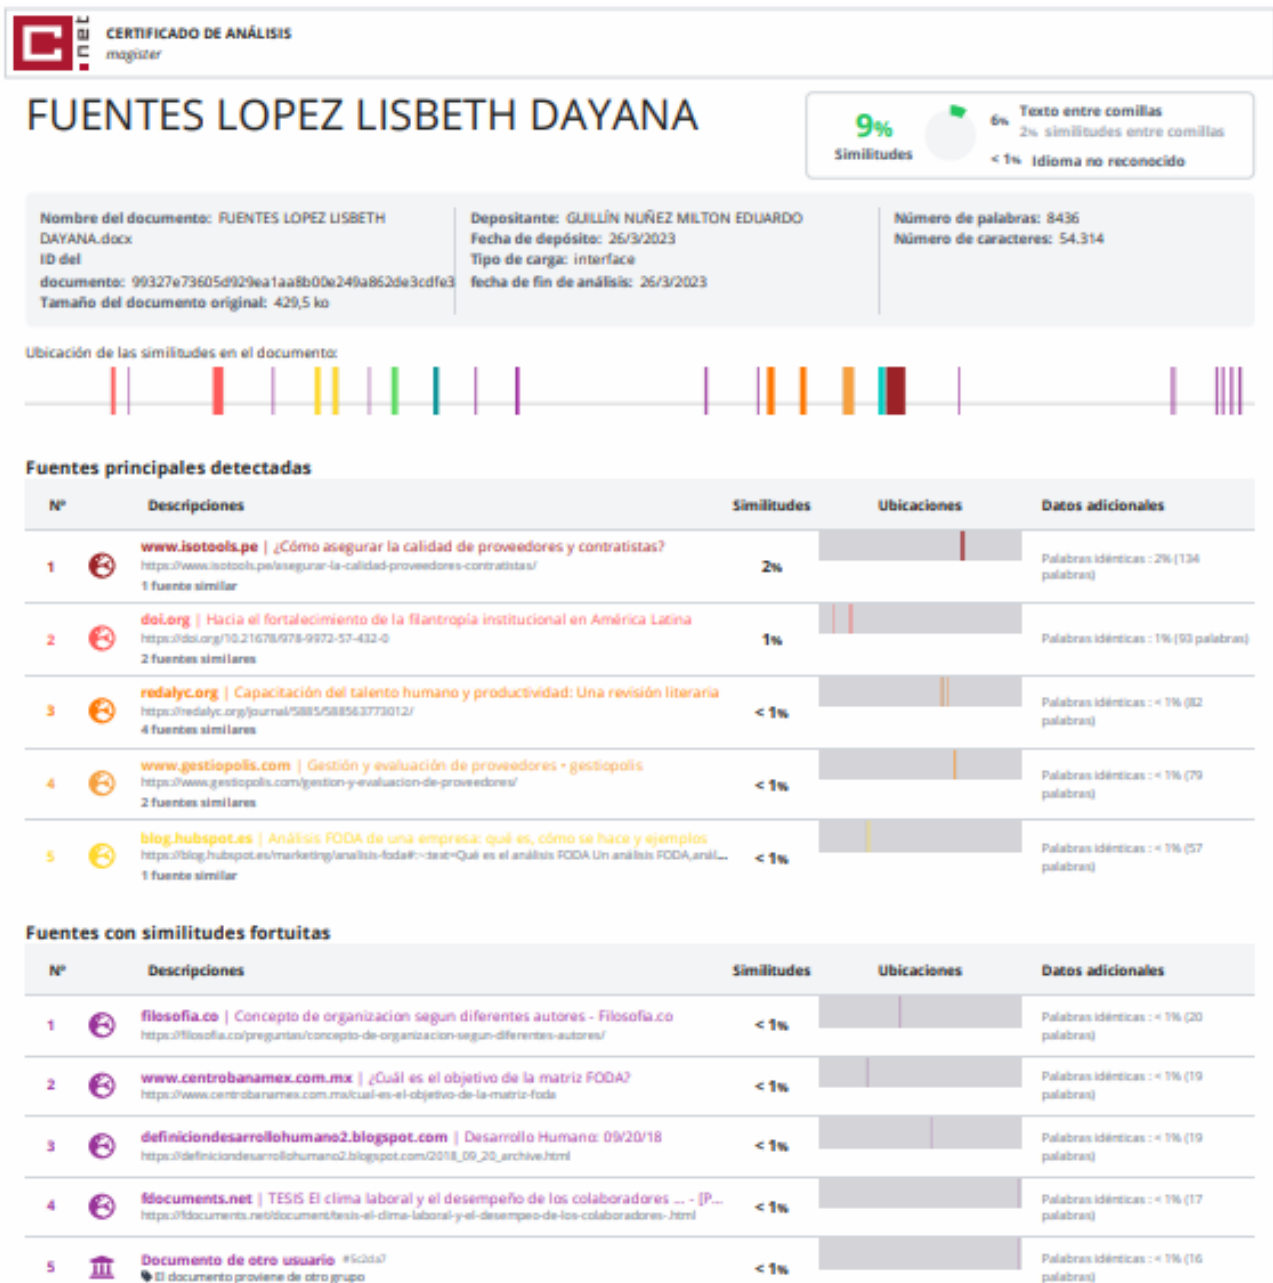 C .net
CERTIFICADO DE ANÁLISIS
magister
FUENTES LOPEZ LISBETH DAYANA
9%
Similitudes
6% Texto entre comillas
2% similitudes entre comillas
< 1% Idioma no reconocido
Nombre del documento: FUENTES LOPEZ LISBETH
DAYANA.docx
ID del
documento: 99327e73605d929ea1aa8b00e249a862de3cdfe3
Tamaño del documento original: 429,5 ko
Depositante: GUILLÍN NUÑEZ MILTON EDUARDO
Fecha de depósito: 26/3/2023
Tipo de carga: interface
fecha de fin de análisis: 26/3/2023
Número de palabras: 8436
Número de caracteres: 54.314
Ubicación de las similitudes en el documento:
Fuentes principales detectadas
N° Descripciones Similitudes Ubicaciones Datos adicionales
1 www.isotools.pe | ¿Cómo asegurar la calidad de proveedores y contratistas?
https://www.isotools.pe/asegurar-la-calidad-proveedores-contratistas/
1 fuente similar
2%
Palabras idénticas : 2% (134
palabras)
2 doi.org | Hacia el fortalecimiento de la filantropía institucional en América Latina
https://doi.org/10.21678/978-9972-57-432-0
2 fuentes similares
1%
Palabras idénticas : 1% (93 palabras)
3 redalyc.org | Capacitación del talento humano y productividad: Una revisión literaria
https://redalyc.org/journal/5885/588563773012/
4 fuentes similares
< 1%
Palabras idénticas : < 1% (82
palabras)
4 www.gestiopolis.com | Gestión y evaluación de proveedores • gestiopolis
https://www.gestiopolis.com/gestion-y-evaluacion-de-proveedores/
2 fuentes similares
< 1%
Palabras idénticas : < 1% (79
palabras)
5 blog.hubspot.es | Análisis FODA de una empresa: qué es, cómo se hace y ejemplos
https://blog.hubspot.es/marketing/analisis-foda#:~:text=Qué es el análisis FODA Un análisis FODA,anál...
1 fuente similar
< 1%
Palabras idénticas : < 1% (57
palabras)
Fuentes con similitudes fortuitas
N° Descripciones Similitudes Ubicaciones Datos adicionales
1 filosofia.co | Concepto de organizacion segun diferentes autores - Filosofia.co
https://filosofia.co/preguntas/concepto-de-organizacion-segun-diferentes-autores/
< 1%
Palabras idénticas : < 1% (20
palabras)
2 www.centrobanamex.com.mx | ¿Cuál es el objetivo de la matriz FODA?
https://www.centrobanamex.com.mx/cual-es-el-objetivo-de-la-matriz-foda
< 1%
Palabras idénticas : < 1% (19
palabras)
3 definiciondesarrollohumano2.blogspot.com | Desarrollo Humano: 09/20/18
https://definiciondesarrollohumano2.blogspot.com/2018_09_20_archive.html
< 1%
Palabras idénticas : < 1% (19
palabras)
4 fdocuments.net | TESIS El clima laboral y el desempeño de los colaboradores ... - [P...
https://fdocuments.net/document/tesis-el-clima-laboral-y-el-desempeo-de-los-colaboradores-.html
< 1%
Palabras idénticas : < 1% (17
palabras)
5 Documento de otro usuario #5c2da7
El documento proviene de otro grupo
< 1%
Palabras idénticas : < 1% (16
palabras)